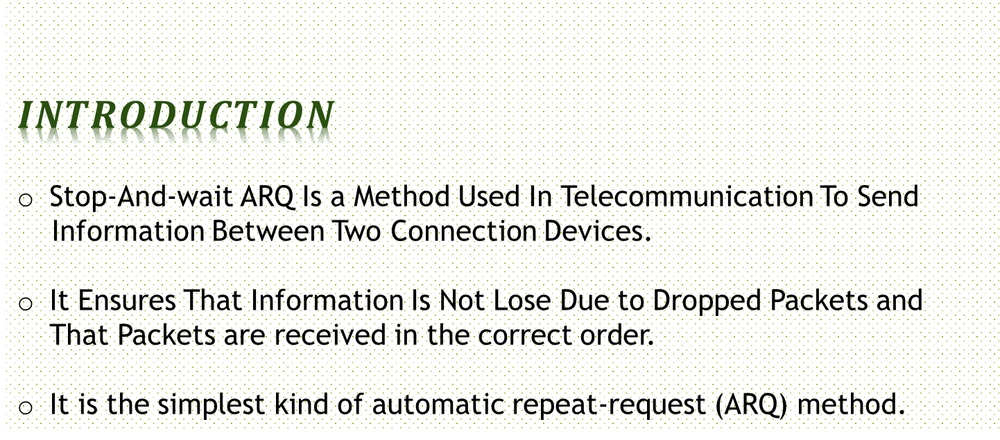 INTRODUCTION
o Stop-And-wait ARQ Is a Method Used In Telecommunication To Send
Information Between Two Connection Devices.
o It Ensures That Information Is Not Lose Due to Dropped Packets and
That Packets are received in the correct order.
o It is the simplest kind of automatic repeat-request (ARQ) method.